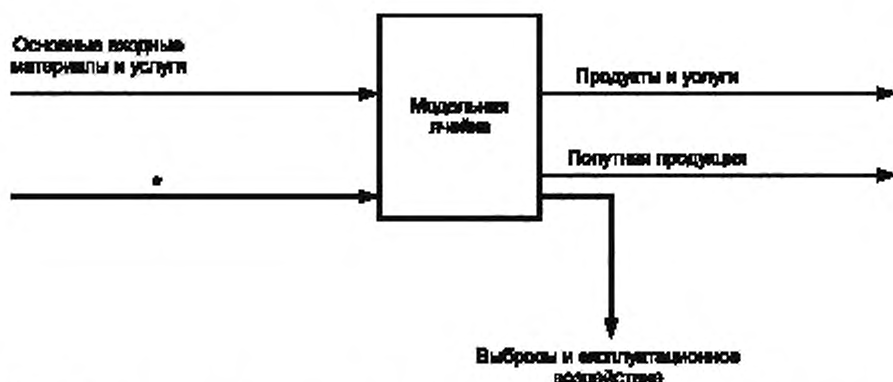 Основные входные
материалы и услуги
Продукты и услуги
Модельная
ячейка
Попутная продукция
*
Выбросы и эксплуатационное
воздействие